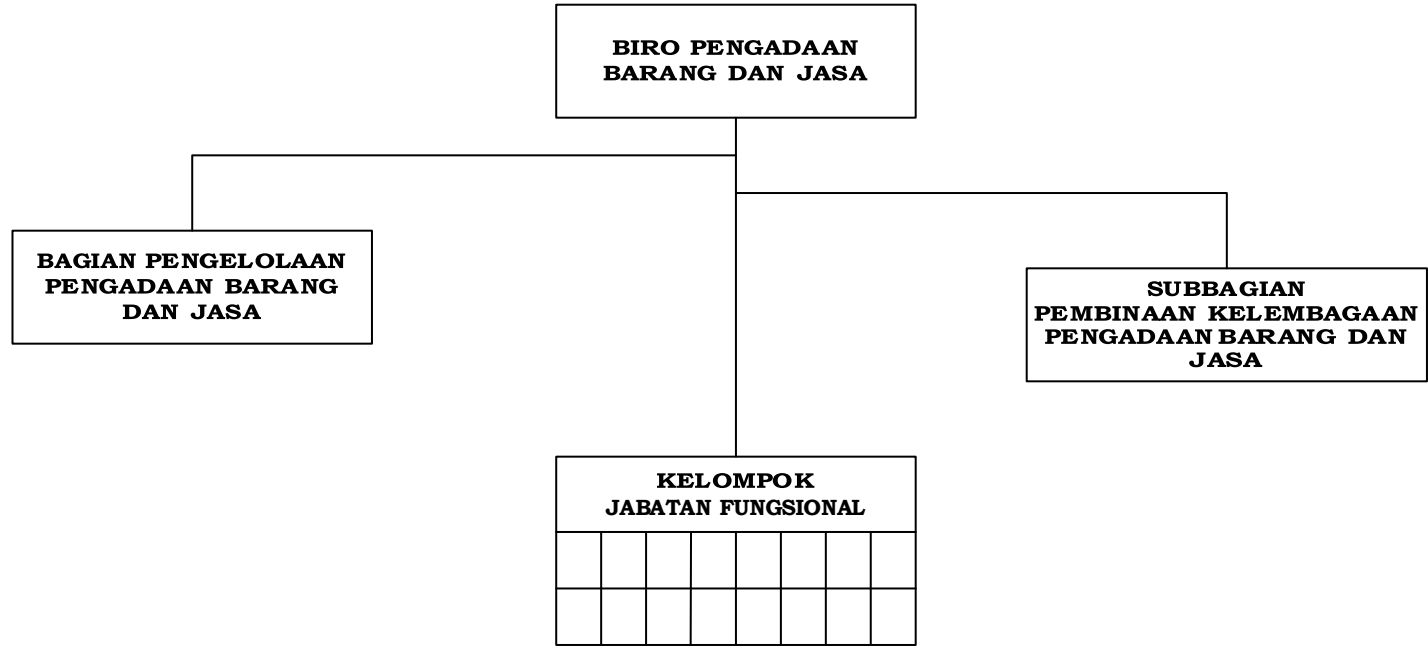 BIRO PENGADAAN
BARANG DAN JASA
BAGIAN PENGELOLAAN
PENGADAAN BARANG
DAN JASA
SUBBAGIAN
PEMBINAAN KELEMBAGAAN
PENGADAAN BARANG DAN
JASA
KELOMPOK
JABATAN FUNGSIONAL